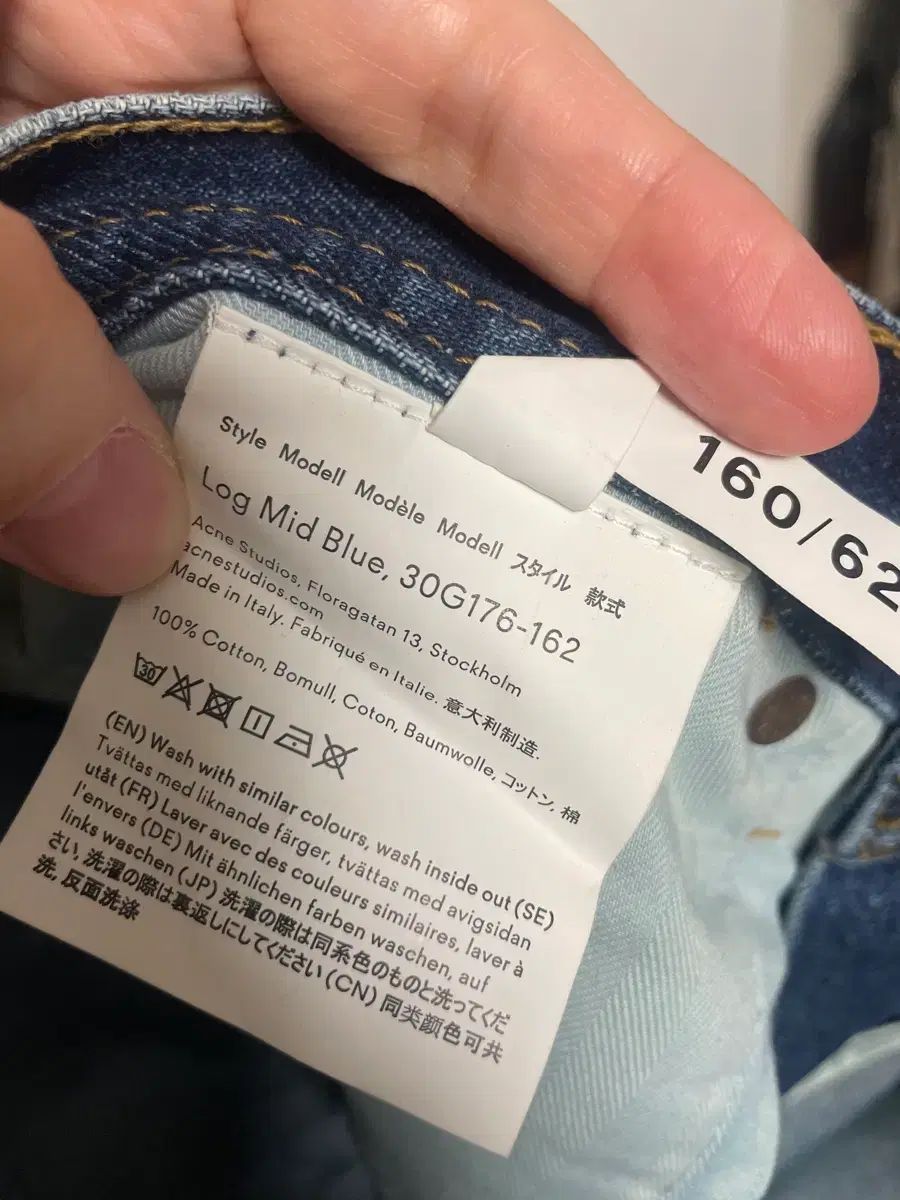 Style Modell Modèle Modell スタイル 款式
Log Mid Blue, 30G176-162
Acne Studios, Floragatan 13, Stockholm
acnestudios.com
Made in Italy. Fabriqué en Italie. 意大利制造.
100% Cotton, Bomull, Coton, Baumwolle, コットン, 棉
30
(EN) Wash with similar colours, wash inside out (SE)
Tvättas med liknande färger, tvättas med avigsidan
utåt (FR) Laver avec des couleurs similaires, laver à
l'envers (DE) Mit ähnlichen farben waschen, auf
links waschen (JP) 洗濯の際は同系色のものと洗ってくだ
さい, 洗濯の際は裏返しにしてください (CN) 同类颜色可共
洗, 反面洗涤
160/62